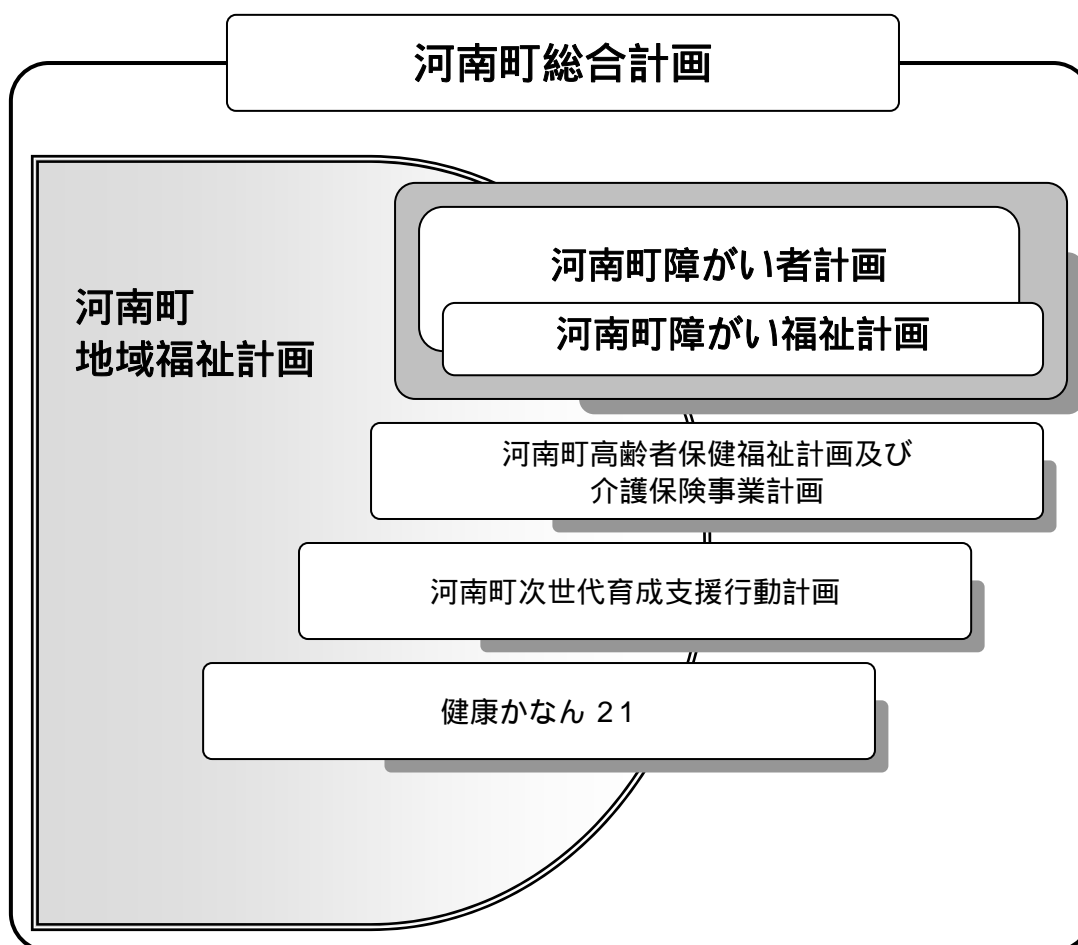 河南町総合計画
河南町障がい者計画
河南町障がい福祉計画
河南町
地域福祉計画
河南町高齢者保健福祉計画及び
介護保険事業計画
河南町次世代育成支援行動計画
健康かなん 21